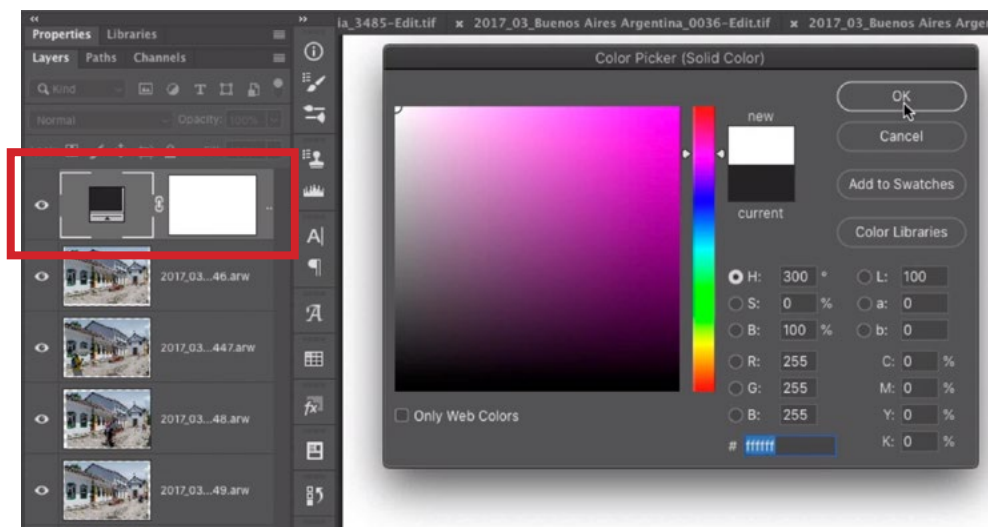 Properties Libraries
Layers Paths Channels
Kind
Normal Opacity: 100%
2017_03...46.arw
2017_03...447.arw
2017_03...48.arw
2017_03...49.arw
ia_3485-Edit.tif × 2017_03_Buenos Aires Argentina_0036-Edit.tif × 2017_03_Buenos Aires Arge
Color Picker (Solid Color)
new
current
OK
Cancel
Add to Swatches
Color Libraries
H: 300 ° L: 100
S: 0 % a: 0
B: 100 % b: 0
R: 255 C: 0 %
G: 255 M: 0 %
B: 255 Y: 0 %
# ffffff K: 0 %
Only Web Colors